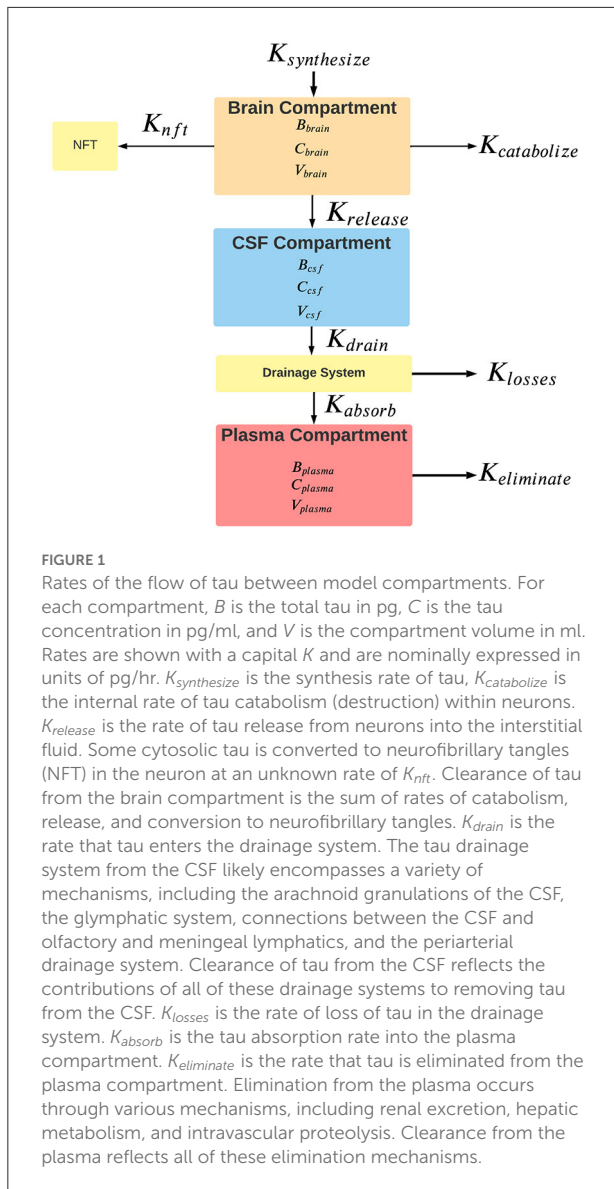 K_synthesize
Brain Compartment
B_brain
C_brain
V_brain
NFT
K_nft
K_catabolize
K_release
CSF Compartment
B_csf
C_csf
V_csf
K_drain
Drainage System
K_losses
K_absorb
Plasma Compartment
B_plasma
C_plasma
V_plasma
K_eliminate
FIGURE 1
Rates of the flow of tau between model compartments. For
each compartment, B is the total tau in pg, C is the tau
concentration in pg/ml, and V is the compartment volume in ml.
Rates are shown with a capital K and are nominally expressed in
units of pg/hr. K_synthesize is the synthesis rate of tau, K_catabolize is
the internal rate of tau catabolism (destruction) within neurons.
K_release is the rate of tau release from neurons into the interstitial
fluid. Some cytosolic tau is converted to neurofibrillary tangles
(NFT) in the neuron at an unknown rate of K_nft. Clearance of tau
from the brain compartment is the sum of rates of catabolism,
release, and conversion to neurofibrillary tangles. K_drain is the
rate that tau enters the drainage system. The tau drainage
system from the CSF likely encompasses a variety of
mechanisms, including the arachnoid granulations of the CSF,
the glymphatic system, connections between the CSF and
olfactory and meningeal lymphatics, and the periarterial
drainage system. Clearance of tau from the CSF reflects the
contributions of all of these drainage systems to removing tau
from the CSF. K_losses is the rate of loss of tau in the drainage
system. K_absorb is the tau absorption rate into the plasma
compartment. K_eliminate is the rate that tau is eliminated from the
plasma compartment. Elimination from the plasma occurs
through various mechanisms, including renal excretion, hepatic
metabolism, and intravascular proteolysis. Clearance from the
plasma reflects all of these elimination mechanisms.